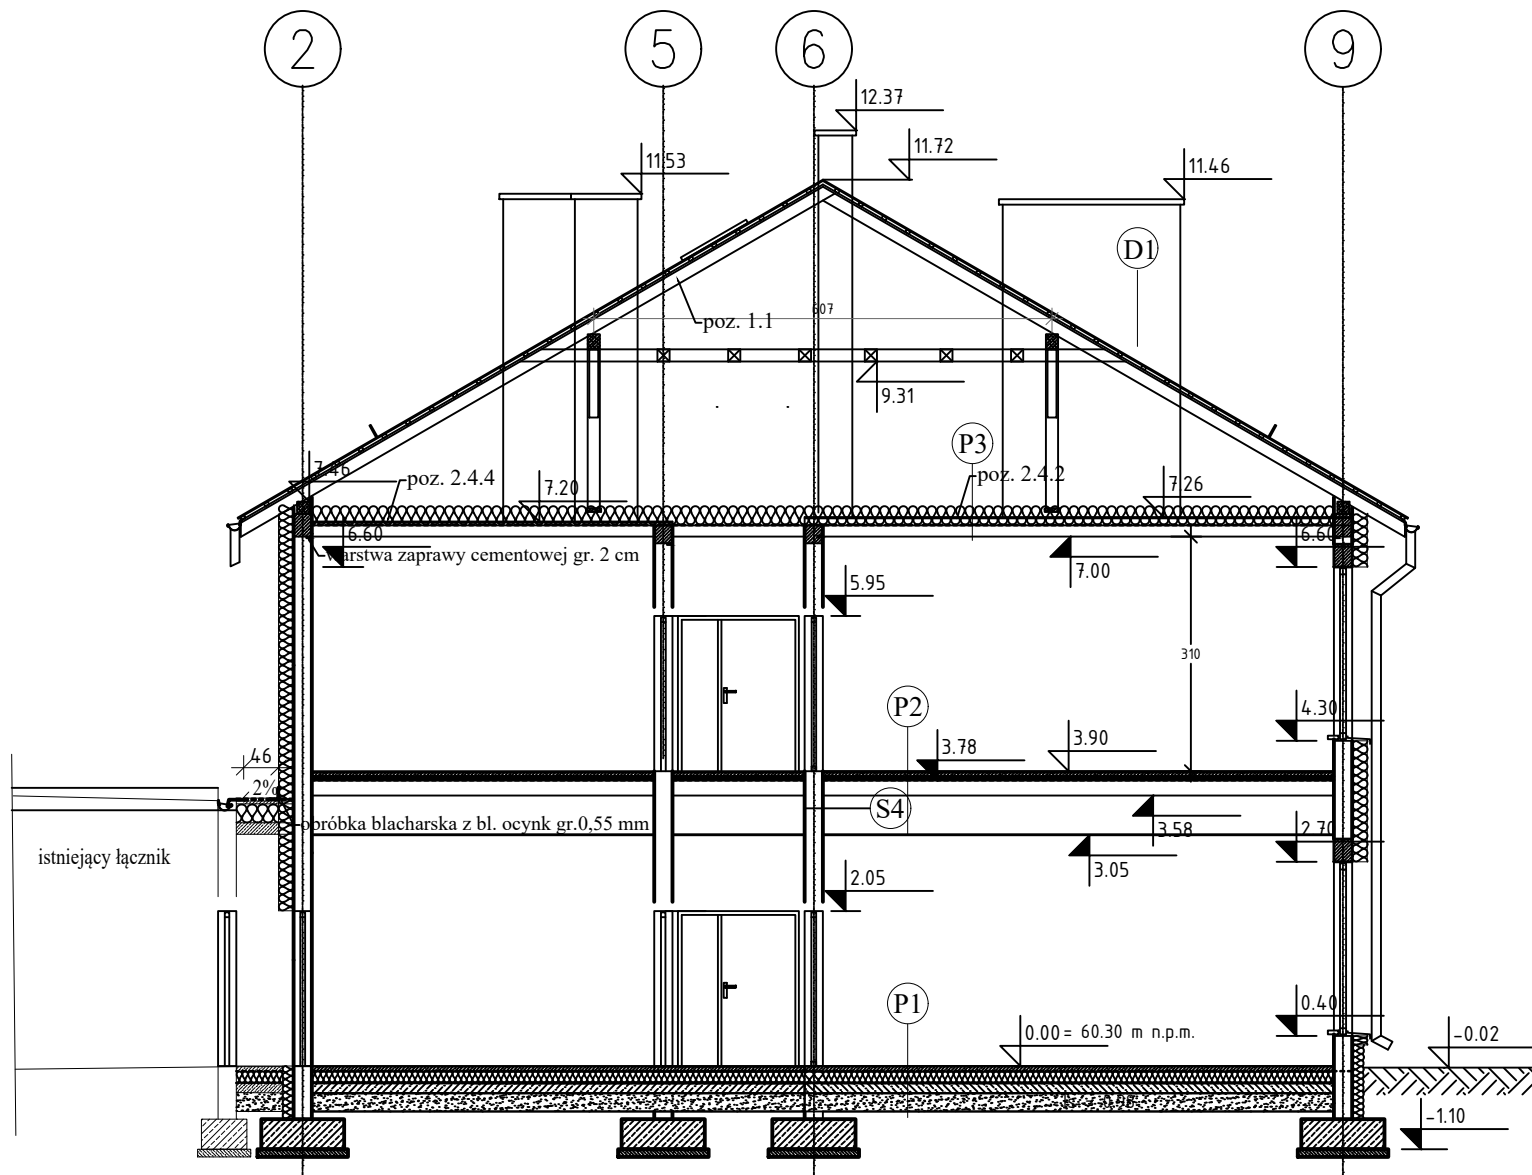 2
5
6
9
12.37
11.72
11.53
11.46
D1
607
poz. 1.1
9.31
P3
7.46
poz. 2.4.4
7.20
poz. 2.4.2
7.26
6.60
warstwa zaprawy cementowej gr. 2 cm
7.00
6.60
5.95
310
P2
4.30
46
3.78
3.90
2%
S4
obróbka blacharska z bl. ocynk gr.0,55 mm
3.58
2.70
istniejący łącznik
3.05
2.05
P1
0.40
0.00 = 60.30 m n.p.m.
-0.02
-1.10